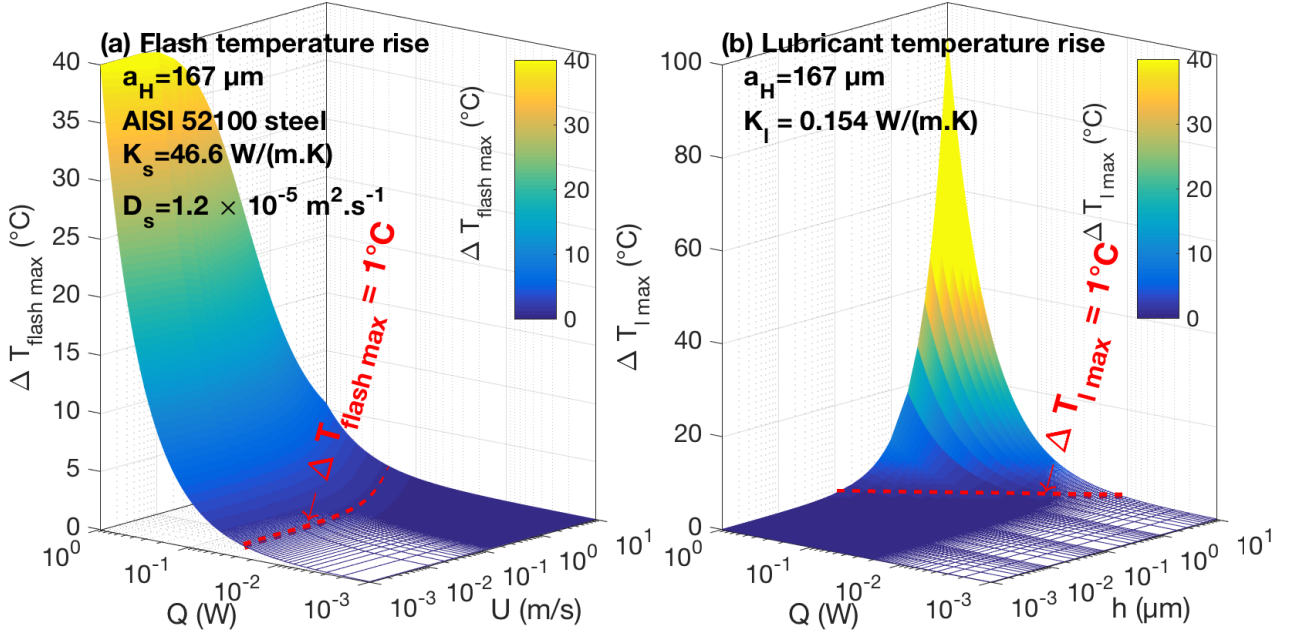 (a) Flash temperature rise
a_H=167 µm
AISI 52100 steel
K_s=46.6 W/(m.K)
D_s=1.2 × 10^-5 m^2.s^-1
Δ T_flash max (°C)
40
35
30
25
20
15
10
5
0
10^0
10^-1
10^-2
10^-3
Q (W)
10^-3
10^-2
10^-1
10^0
10^1
U (m/s)
Δ T_flash max = 1°C
Δ T_flash max (°C)
40
30
20
10
0
(b) Lubricant temperature rise
a_H=167 µm
K_l = 0.154 W/(m.K)
Δ T_l max (°C)
100
80
60
40
20
0
10^0
10^-1
10^-2
10^-3
Q (W)
10^-3
10^-2
10^-1
10^0
10^1
h (µm)
Δ T_l max = 1°C
Δ T_l max (°C)
40
30
20
10
0